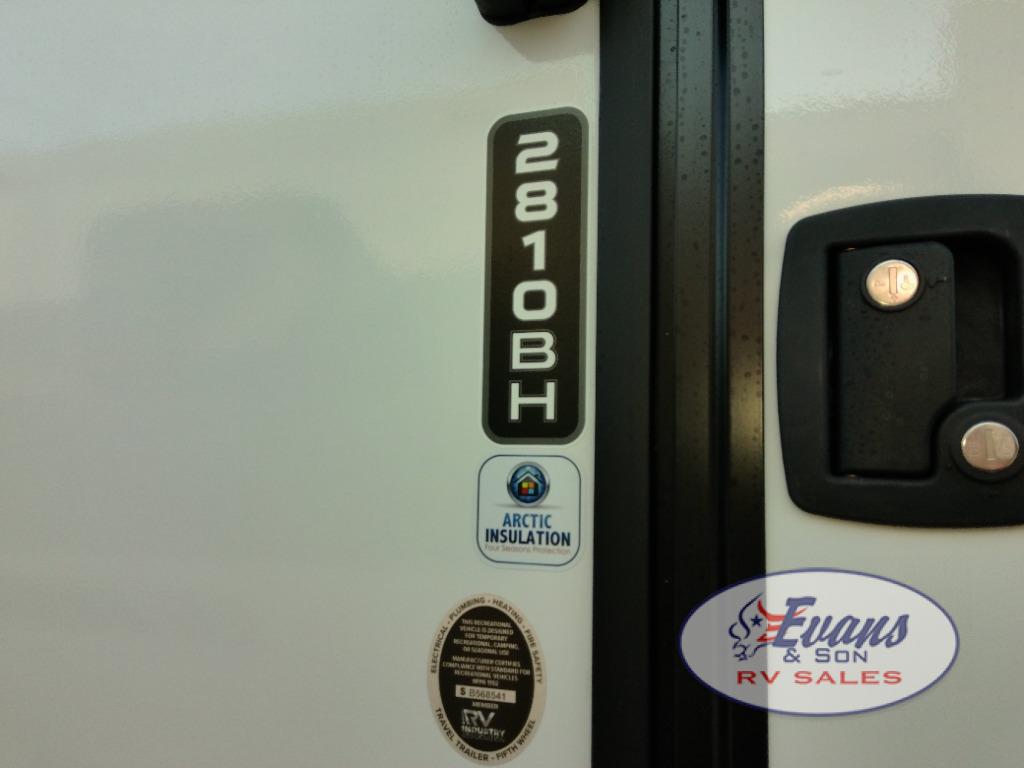 2810BH
ARCTIC
INSULATION
Four Seasons Protection
ELECTRICAL - PLUMBING - HEATING - FIRE SAFETY
THIS RECREATIONAL
VEHICLE IS DESIGNED
FOR TEMPORARY
RECREATIONAL, CAMPING,
OR SEASONAL USE
MANUFACTURER CERTIFIES
COMPLIANCE WITH STANDARD FOR
RECREATIONAL VEHICLES
NFPA 1192
$ B568541
MEMBER
RV
INDUSTRY
TRAVEL TRAILER - FIFTH WHEEL
Evans
& SON
RV SALES